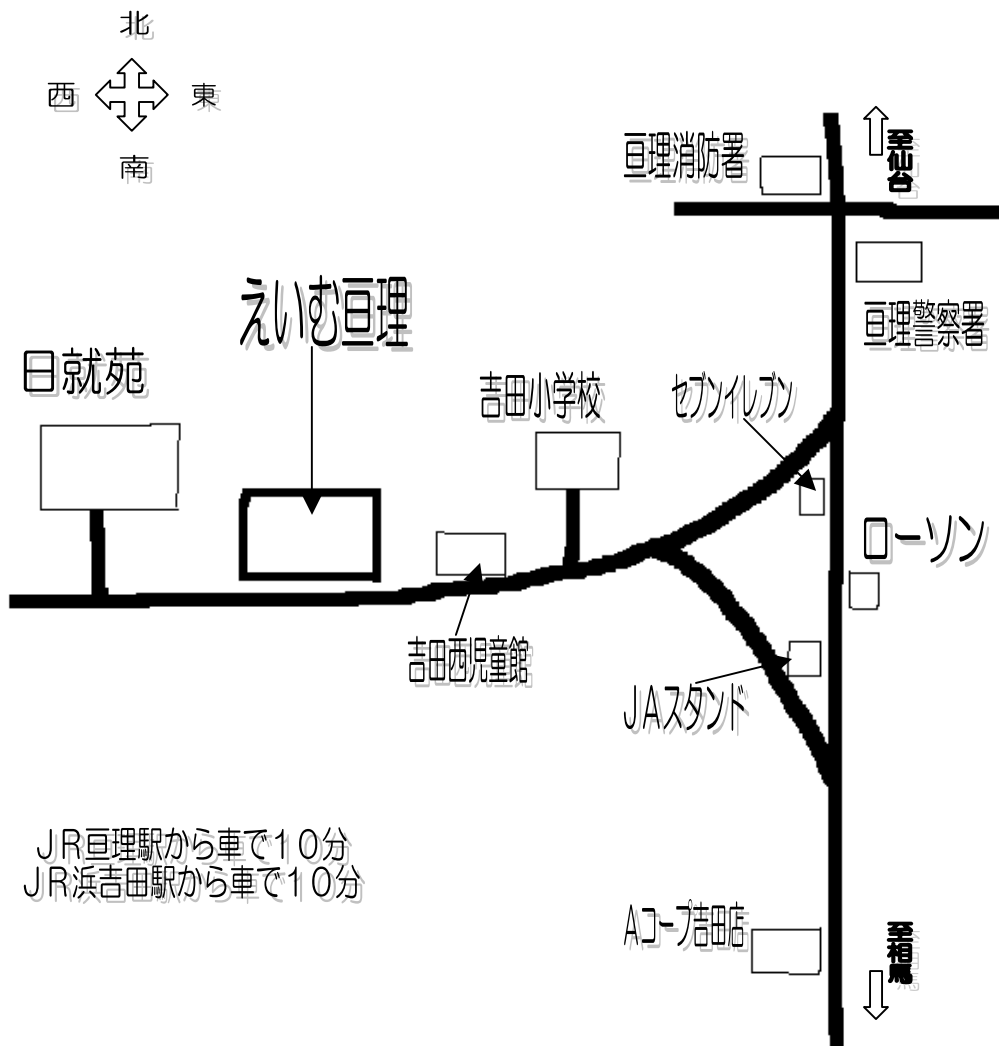 北
西
東
南
至仙台
亘理消防署
亘理警察署
えいむ亘理
日就苑
吉田小学校
セブンイレブン
ローソン
吉田西児童館
JAスタンド
JR亘理駅から車で10分
JR浜吉田駅から車で10分
Aコープ吉田店
至相馬